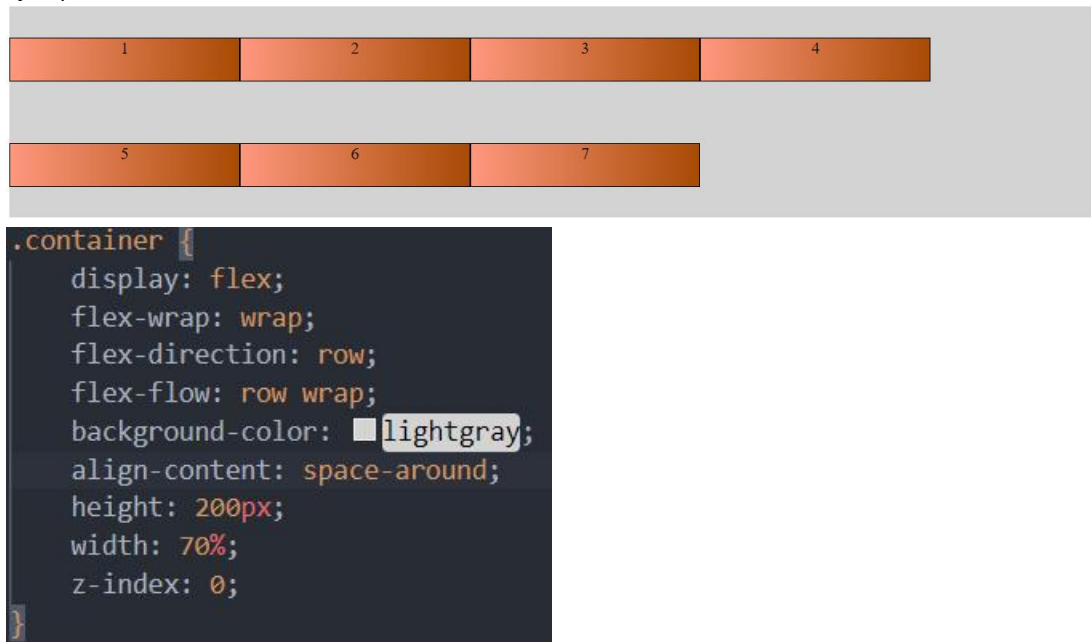 1 2 3 4
5 6 7
.container {
display: flex;
flex-wrap: wrap;
flex-direction: row;
flex-flow: row wrap;
background-color: lightgray;
align-content: space-around;
height: 200px;
width: 70%;
z-index: 0;
}